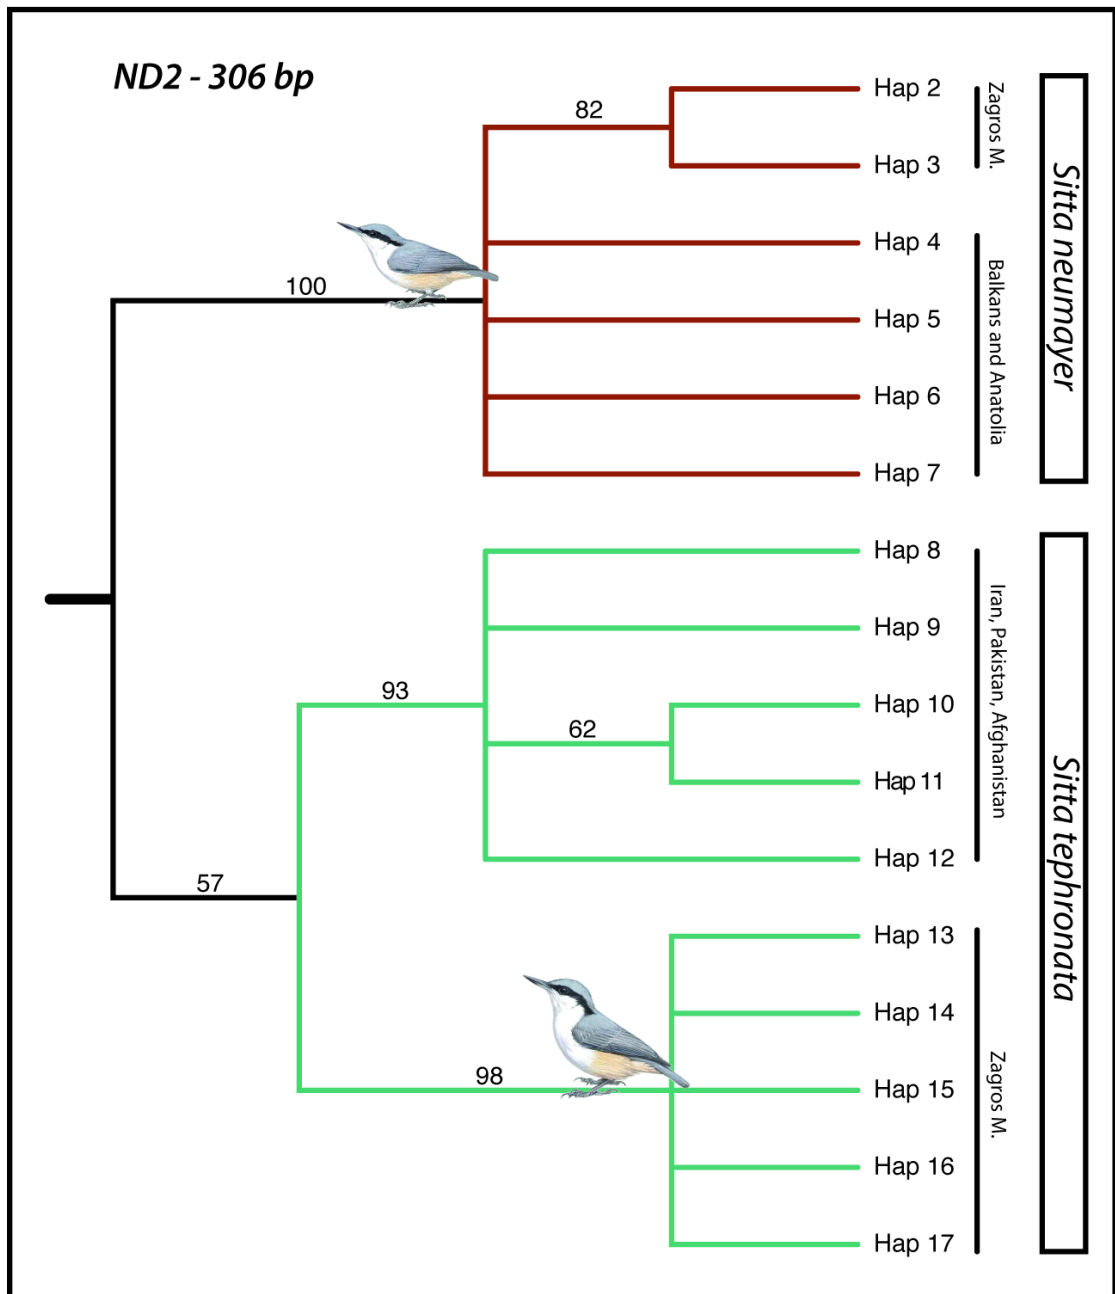 ND2 - 306 bp
82
100
93
62
57
98
Hap 2
Hap 3
Hap 4
Hap 5
Hap 6
Hap 7
Hap 8
Hap 9
Hap 10
Hap 11
Hap 12
Hap 13
Hap 14
Hap 15
Hap 16
Hap 17
Zagros M.
Balkans and Anatolia
Iran, Pakistan, Afghanistan
Zagros M.
Sitta neumayer
Sitta tephronata